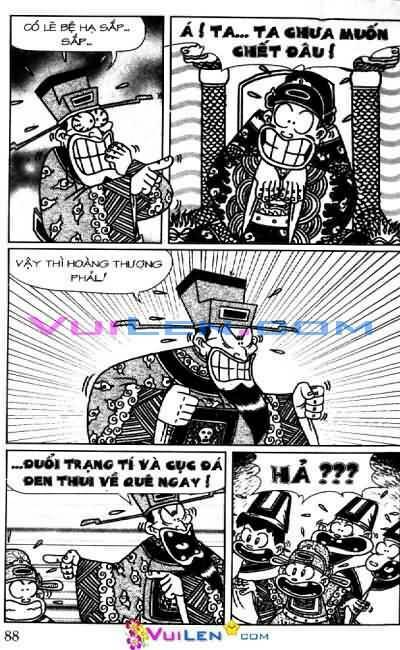 CÓ LẼ BỆ HẠ SẮP...
SẮP...
Á! TA... TA CHƯA MUỐN
CHẾT ĐÂU!
VẬY THÌ HOÀNG THƯỢNG
PHẢI!
VUILEN.COM
...ĐUỔI TRẠNG TÍ VÀ CỤC ĐÁ
ĐEN THUI VỀ QUÊ NGAY!
HẢ ???
88
VUILEN.COM